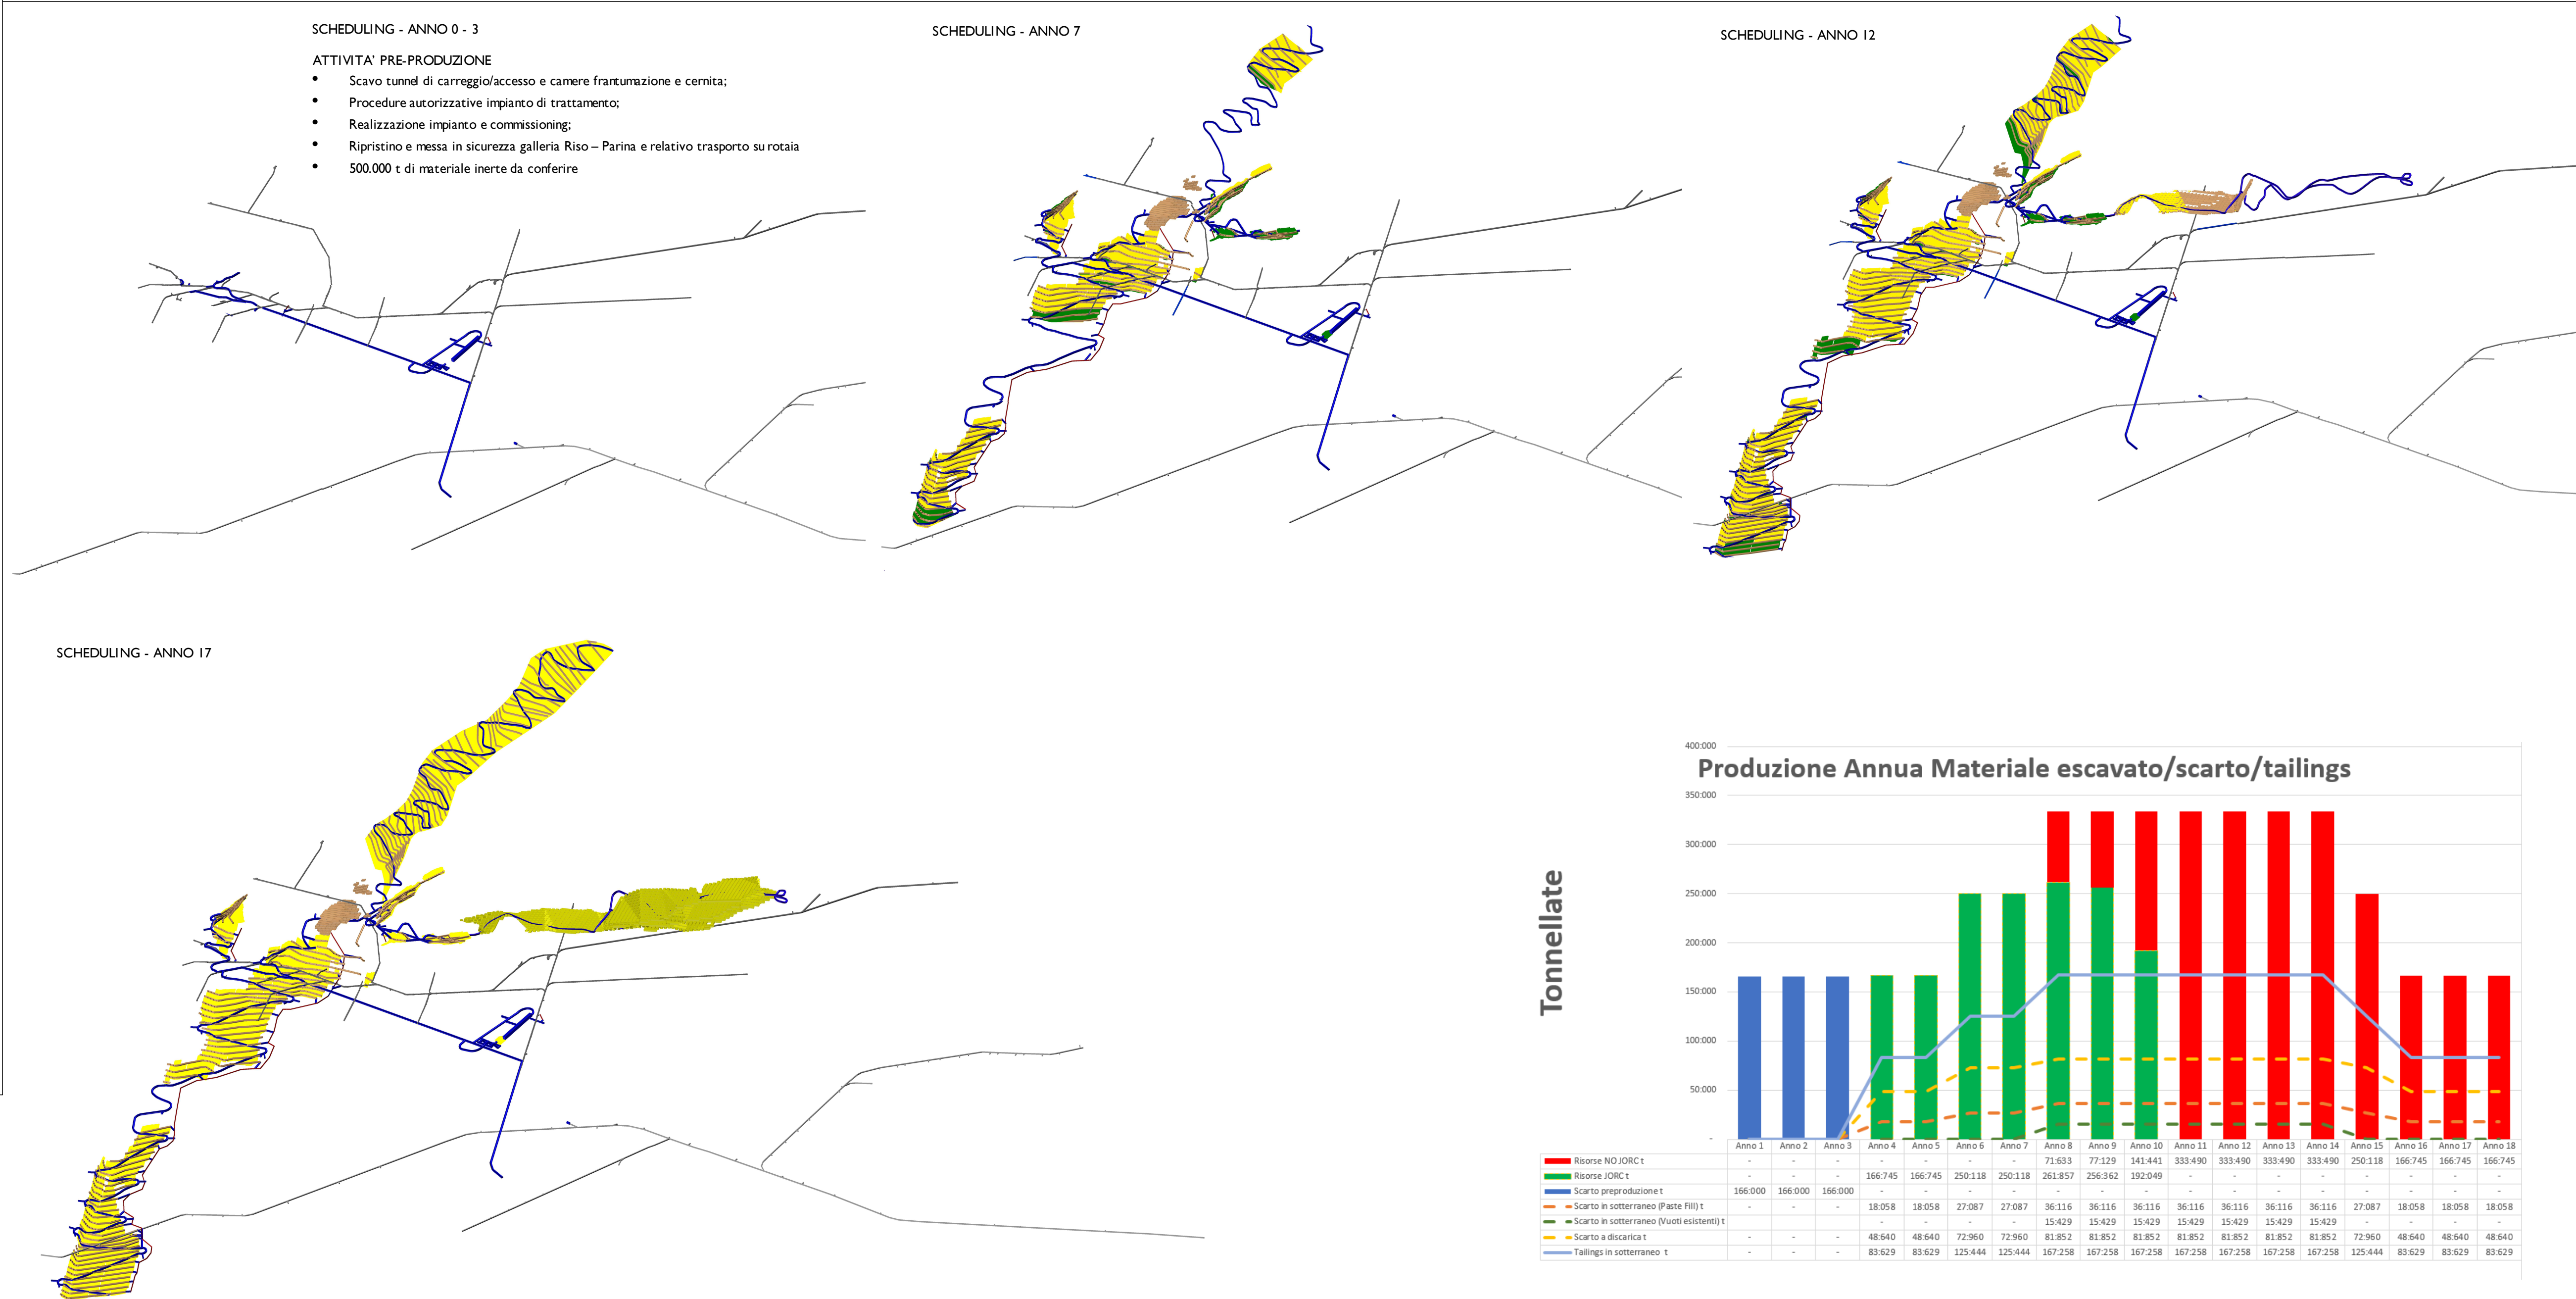 SCHEDULING - ANNO 0 - 3
ATTIVITA' PRE-PRODUZIONE
• Scavo tunnel di carreggio/accesso e camere frantumazione e cernita;
• Procedure autorizzative impianto di trattamento;
• Realizzazione impianto e commissioning;
• Ripristino e messa in sicurezza galleria Riso – Parina e relativo trasporto su rotaia
• 500.000 t di materiale inerte da conferire
SCHEDULING - ANNO 7
SCHEDULING - ANNO 12
SCHEDULING - ANNO 17
Produzione Annua Materiale escavato/scarto/tailings
Tonnellate
400:000
350:000
300:000
250:000
200:000
150:000
100:000
50:000
-
Anno 1 Anno 2 Anno 3 Anno 4 Anno 5 Anno 6 Anno 7 Anno 8 Anno 9 Anno 10 Anno 11 Anno 12 Anno 13 Anno 14 Anno 15 Anno 16 Anno 17 Anno 18
Risorse NO JORC t - - - - - - - 71:633 77:129 141:441 333:490 333:490 333:490 333:490 250:118 166:745 166:745 166:745
Risorse JORC t - - - 166:745 166:745 250:118 250:118 261:857 256:362 192:049 - - - - - - - -
Scarto preproduzione t 166:000 166:000 166:000 - - - - - - - - - - - - - - -
Scarto in sotterraneo (Paste Fill) t - - - 18:058 18:058 27:087 27:087 36:116 36:116 36:116 36:116 36:116 36:116 36:116 27:087 18:058 18:058 18:058
Scarto in sotterraneo (Vuoti esistenti) t - - - - 15:429 15:429 15:429 15:429 15:429 15:429 15:429 - - - -
Scarto a discarica t - - - 48:640 48:640 72:960 72:960 81:852 81:852 81:852 81:852 81:852 81:852 81:852 72:960 48:640 48:640 48:640
Tailings in sotterraneo t - - - 83:629 83:629 125:444 125:444 167:258 167:258 167:258 167:258 167:258 167:258 167:258 125:444 83:629 83:629 83:629